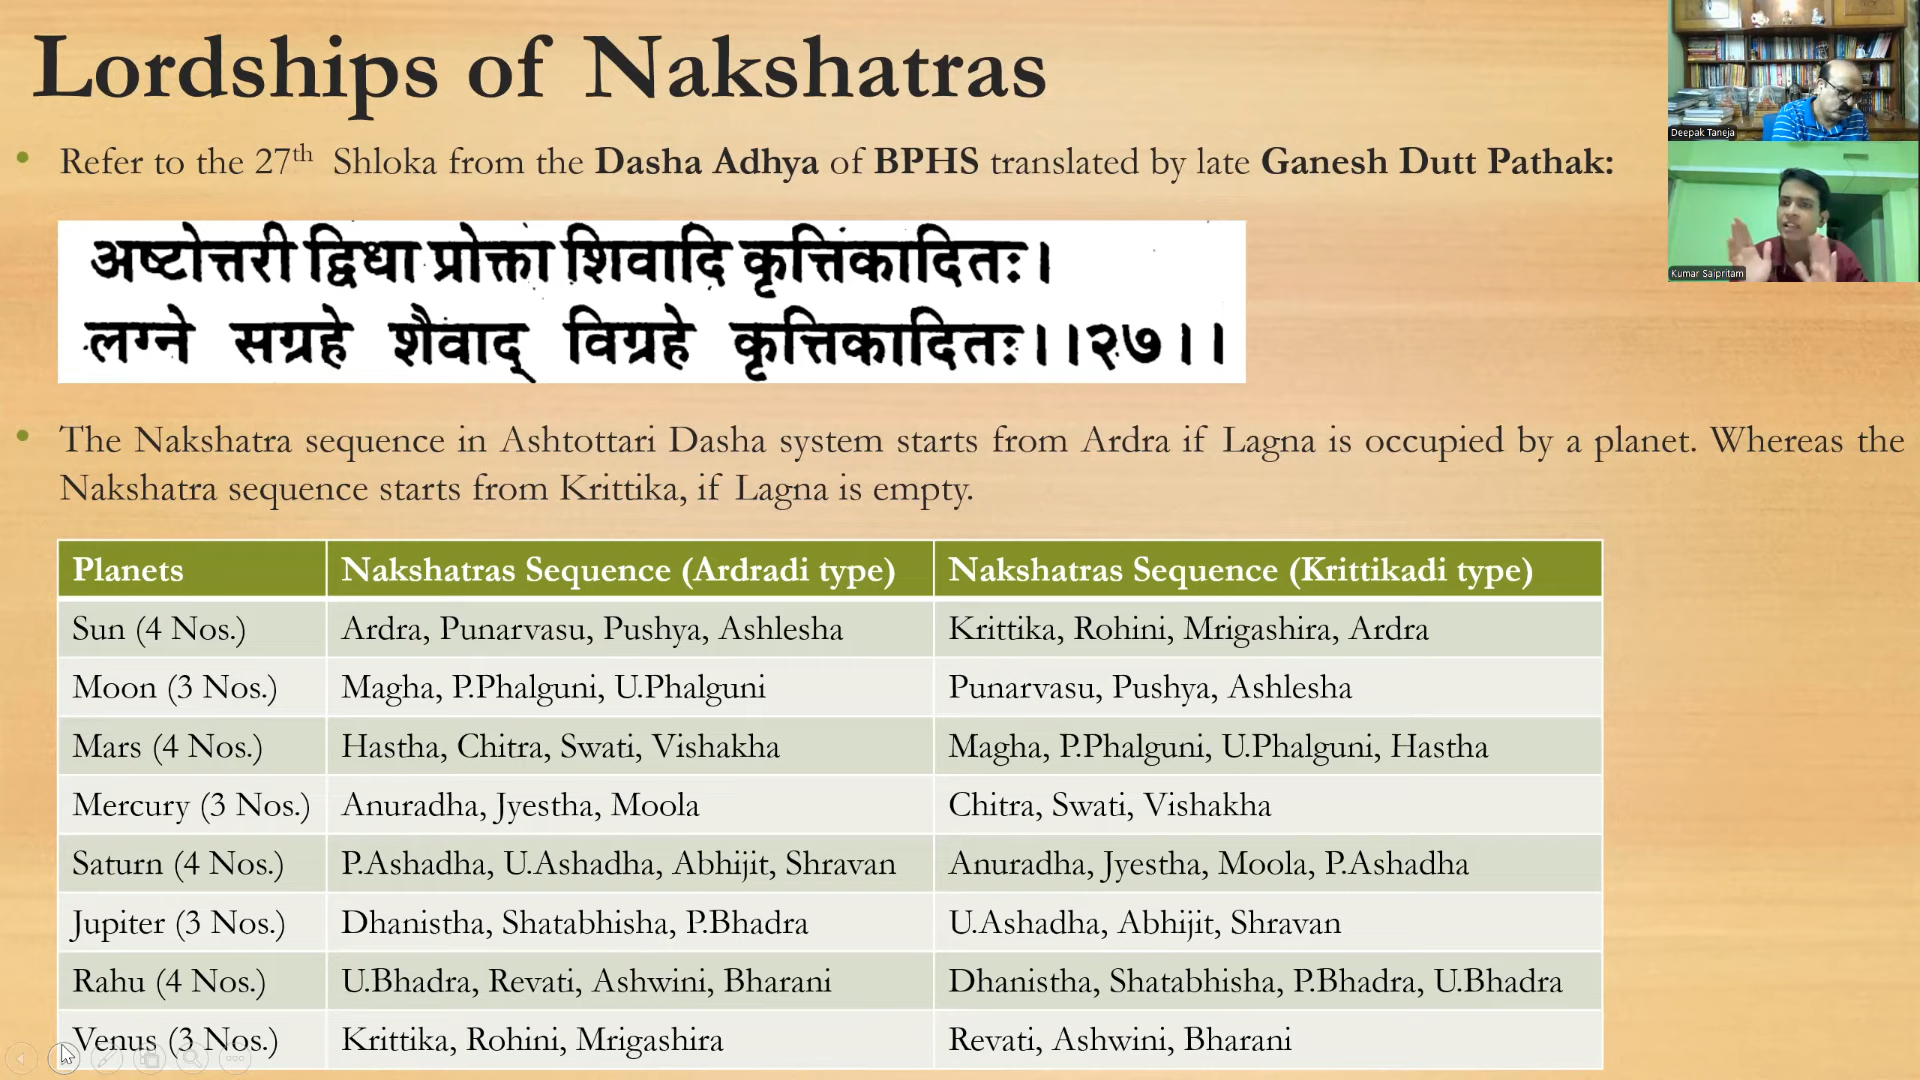 Lordships of Nakshatras
• Refer to the 27th Shloka from the Dasha Adhya of BPHS translated by late Ganesh Dutt Pathak:
अष्टोत्तरी द्विधा प्रोक्ता शिवादि कृत्तिकादितः।
लग्ने सग्रहे शैवाद् विग्रहे कृत्तिकादितः।।२७।।
• The Nakshatra sequence in Ashtottari Dasha system starts from Ardra if Lagna is occupied by a planet. Whereas the
Nakshatra sequence starts from Krittika, if Lagna is empty.
Planets Nakshatras Sequence (Ardradi type) Nakshatras Sequence (Krittikadi type)
Sun (4 Nos.) Ardra, Punarvasu, Pushya, Ashlesha Krittika, Rohini, Mrigashira, Ardra
Moon (3 Nos.) Magha, P.Phalguni, U.Phalguni Punarvasu, Pushya, Ashlesha
Mars (4 Nos.) Hastha, Chitra, Swati, Vishakha Magha, P.Phalguni, U.Phalguni, Hastha
Mercury (3 Nos.) Anuradha, Jyestha, Moola Chitra, Swati, Vishakha
Saturn (4 Nos.) P.Ashadha, U.Ashadha, Abhijit, Shravan Anuradha, Jyestha, Moola, P.Ashadha
Jupiter (3 Nos.) Dhanistha, Shatabhisha, P.Bhadra U.Ashadha, Abhijit, Shravan
Rahu (4 Nos.) U.Bhadra, Revati, Ashwini, Bharani Dhanistha, Shatabhisha, P.Bhadra, U.Bhadra
Venus (3 Nos.) Krittika, Rohini, Mrigashira Revati, Ashwini, Bharani
Deepak Taneja
Kumar Saipritam